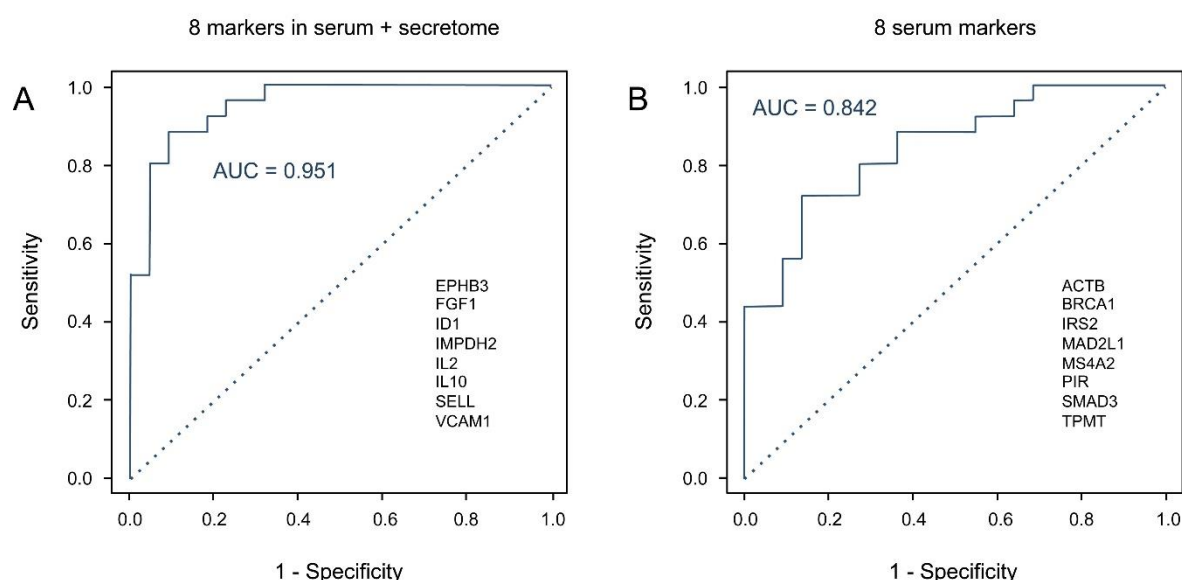 8 markers in serum + secretome
A
1.0
0.8
0.6
0.4
0.2
0.0
Sensitivity
AUC = 0.951
EPHB3
FGF1
ID1
IMPDH2
IL2
IL10
SELL
VCAM1
0.0 0.2 0.4 0.6 0.8 1.0
1 - Specificity
8 serum markers
B
1.0
0.8
0.6
0.4
0.2
0.0
Sensitivity
AUC = 0.842
ACTB
BRCA1
IRS2
MAD2L1
MS4A2
PIR
SMAD3
TPMT
0.0 0.2 0.4 0.6 0.8 1.0
1 - Specificity